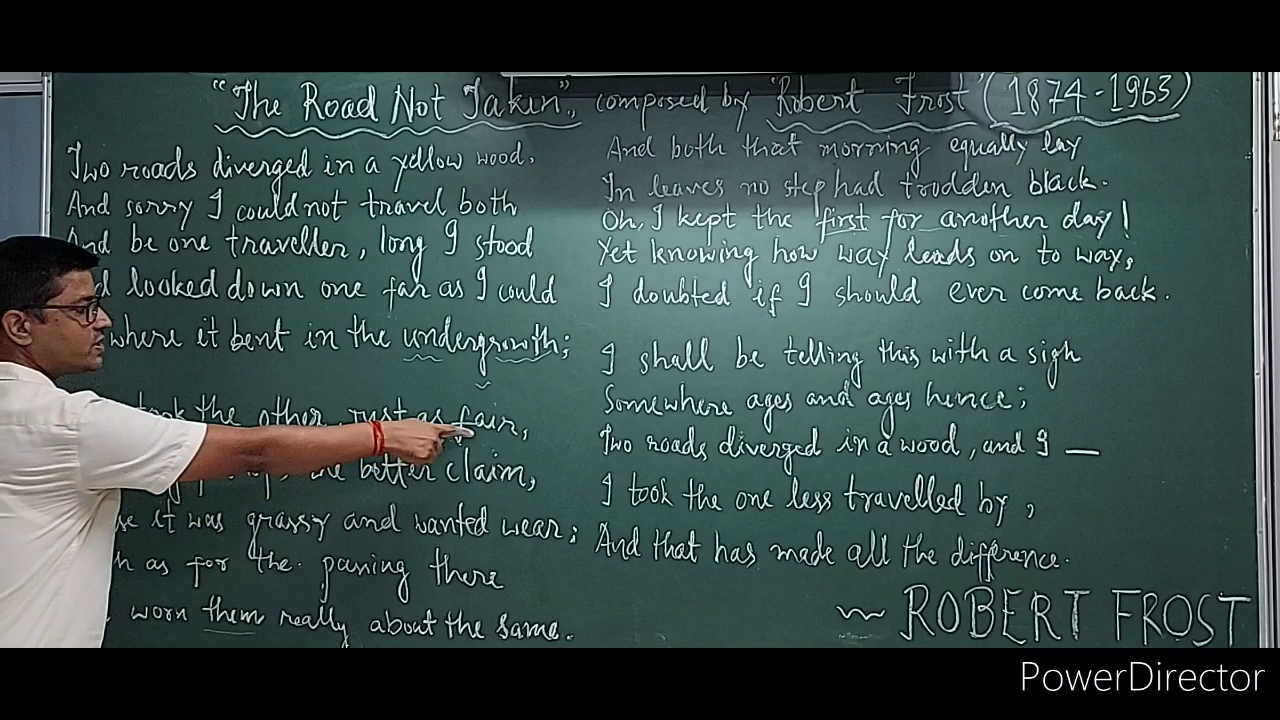 "The Road Not Taken", composed by "Robert Frost" (1874-1963)
Two roads diverged in a yellow wood,
And sorry I could not travel both
And be one traveller, long I stood
looked down one far as I could
where it bent in the undergrowth;
took the other, just as fair,
better claim,
it was grassy and wanted wear;
as for the passing there
worn them really about the same.
And both that morning equally lay
In leaves no step had trodden black.
Oh, I kept the first for another day!
Yet knowing how way leads on to way,
I doubted if I should ever come back.
I shall be telling this with a sigh
Somewhere ages and ages hence;
Two roads diverged in a wood, and I —
I took the one less travelled by,
And that has made all the difference.
~ ROBERT FROST
PowerDirector